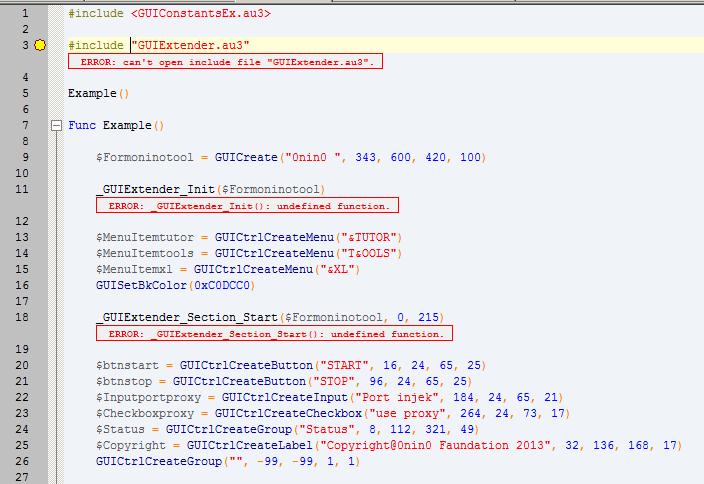 1 #include <GUIConstantsEx.au3>
2
3 #include "GUIExtender.au3"
ERROR: can't open include file "GUIExtender.au3".
4
5 Example()
6
7 Func Example()
8
9 $Formoninotool = GUICreate("0nin0 ", 343, 600, 420, 100)
10
11 _GUIExtender_Init($Formoninotool)
ERROR: _GUIExtender_Init(): undefined function.
12
13 $MenuItemtutor = GUICtrlCreateMenu("&TUTOR")
14 $MenuItemtools = GUICtrlCreateMenu("T&OOLS")
15 $MenuItemxl = GUICtrlCreateMenu("&XL")
16 GUISetBkColor(0xC0DCC0)
17
18 _GUIExtender_Section_Start($Formoninotool, 0, 215)
ERROR: _GUIExtender_Section_Start(): undefined function.
19
20 $btnstart = GUICtrlCreateButton("START", 16, 24, 65, 25)
21 $btnstop = GUICtrlCreateButton("STOP", 96, 24, 65, 25)
22 $Inputportproxy = GUICtrlCreateInput("Port injek", 184, 24, 65, 21)
23 $Checkboxproxy = GUICtrlCreateCheckbox("use proxy", 264, 24, 73, 17)
24 $Status = GUICtrlCreateGroup("Status", 8, 112, 321, 49)
25 $Copyright = GUICtrlCreateLabel("Copyright@0nin0 Faundation 2013", 32, 136, 168, 17)
26 GUICtrlCreateGroup("", -99, -99, 1, 1)
27